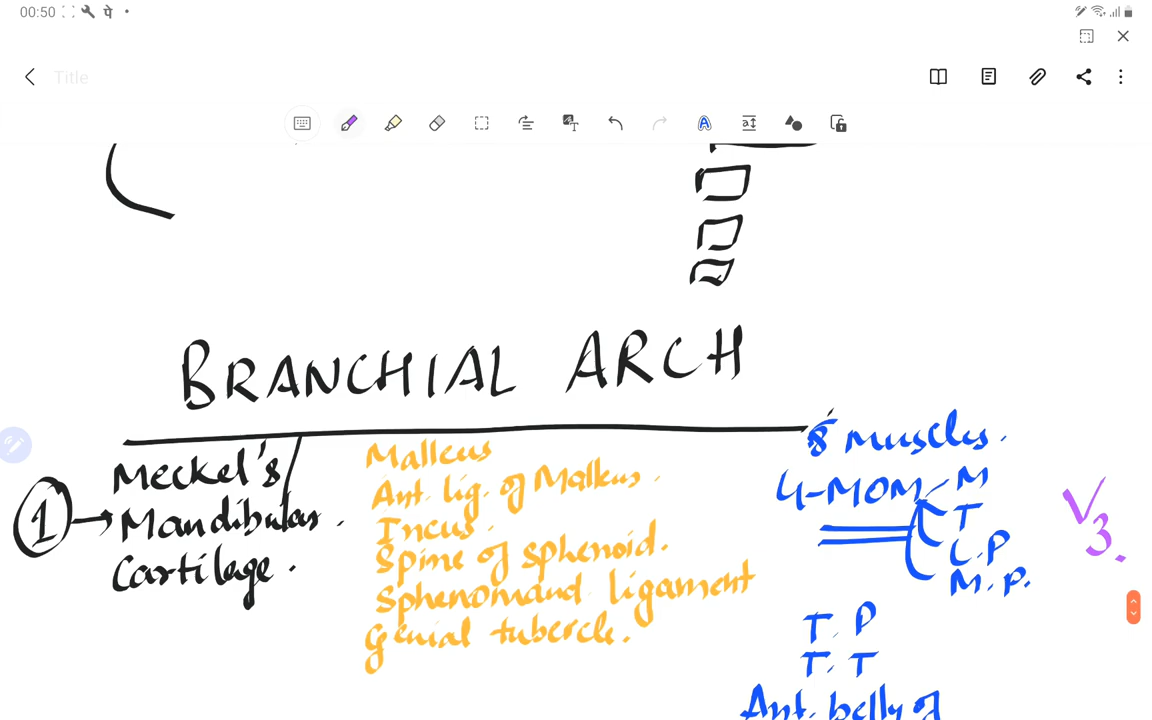 00:50
Title
BRANCHIAL ARCH
Meckel's
① → Mandibular.
Cartilage.
Malleus
Ant. lig. of Malleus.
Incus.
Spine of sphenoid.
Sphenomand. ligament
Genial tubercle.
8 muscles.
4-MOM M
T
L.P
M.P.
T.P
T.T
Ant. belly of
V3.